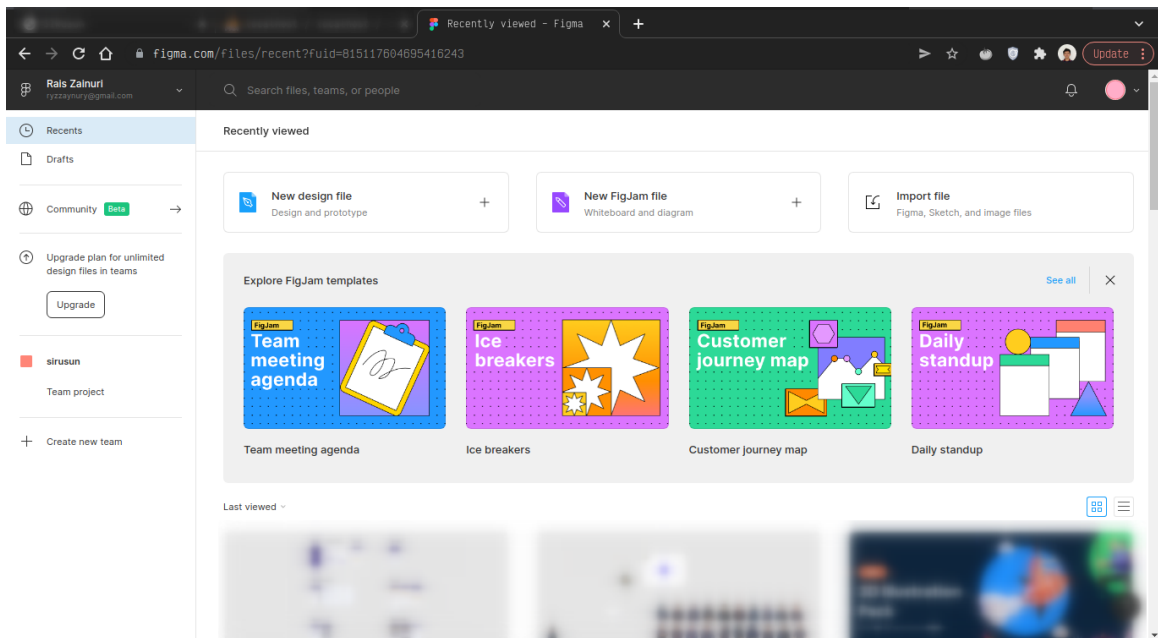 Recently viewed - Figma
figma.com/files/recent?fuid=815117604695416243
Update
Rais Zainuri
ryzzaynury@gmail.com
Search files, teams, or people
Recents
Recently viewed
Drafts
New design file
Design and prototype
New FigJam file
Whiteboard and diagram
Import file
Figma, Sketch, and image files
Community Beta
Upgrade plan for unlimited
design files in teams
Upgrade
Explore FigJam templates
See all
FigJam
Team
meeting
agenda
FigJam
Ice
breakers
FigJam
Customer
journey map
FigJam
Daily
standup
sirusun
Team project
Team meeting agenda
Ice breakers
Customer journey map
Daily standup
Create new team
Last viewed